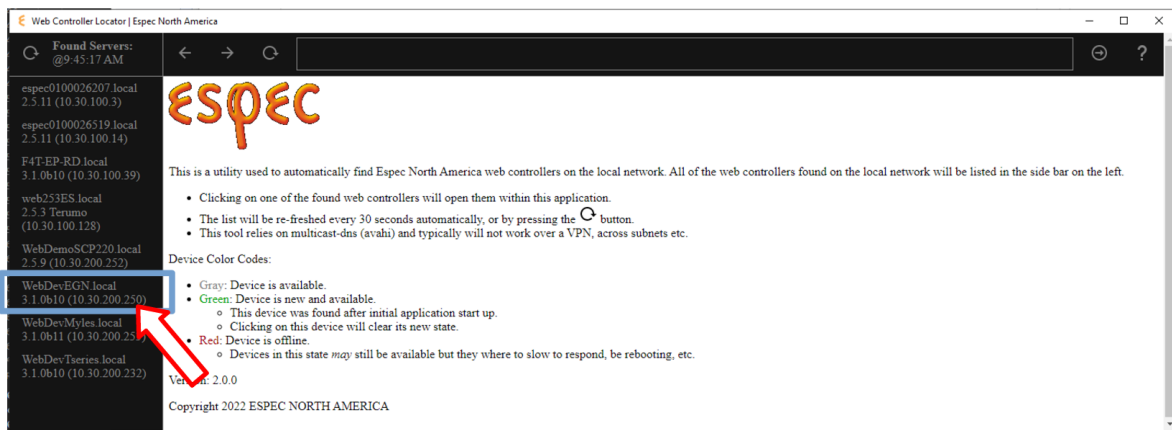 Web Controller Locator | Espec North America
Found Servers:
@9:45:17 AM
?
espec0100026207.local
2.5.11 (10.30.100.3)
espec0100026519.local
2.5.11 (10.30.100.14)
F4T-EP-RD.local
3.1.0b10 (10.30.100.39)
web253ES.local
2.5.3 Terumo
(10.30.100.128)
WebDemoSCP220.local
2.5.9 (10.30.200.252)
WebDevEGN.local
3.1.0b10 (10.30.200.250)
WebDevMyles.local
3.1.0b11 (10.30.200.25
WebDevTseries.local
3.1.0b10 (10.30.200.232)
espec
This is a utility used to automatically find Espec North America web controllers on the local network. All of the web controllers found on the local network will be listed in the side bar on the left.
• Clicking on one of the found web controllers will open them within this application.
• The list will be re-freshed every 30 seconds automatically, or by pressing the button.
• This tool relies on multicast-dns (avahi) and typically will not work over a VPN, across subnets etc.
Device Color Codes:
• Gray: Device is available.
• Green: Device is new and available.
◦ This device was found after initial application start up.
◦ Clicking on this device will clear its new state.
• Red: Device is offline.
◦ Devices in this state may still be available but they where to slow to respond, be rebooting, etc.
2.0.0
Copyright 2022 ESPEC NORTH AMERICA